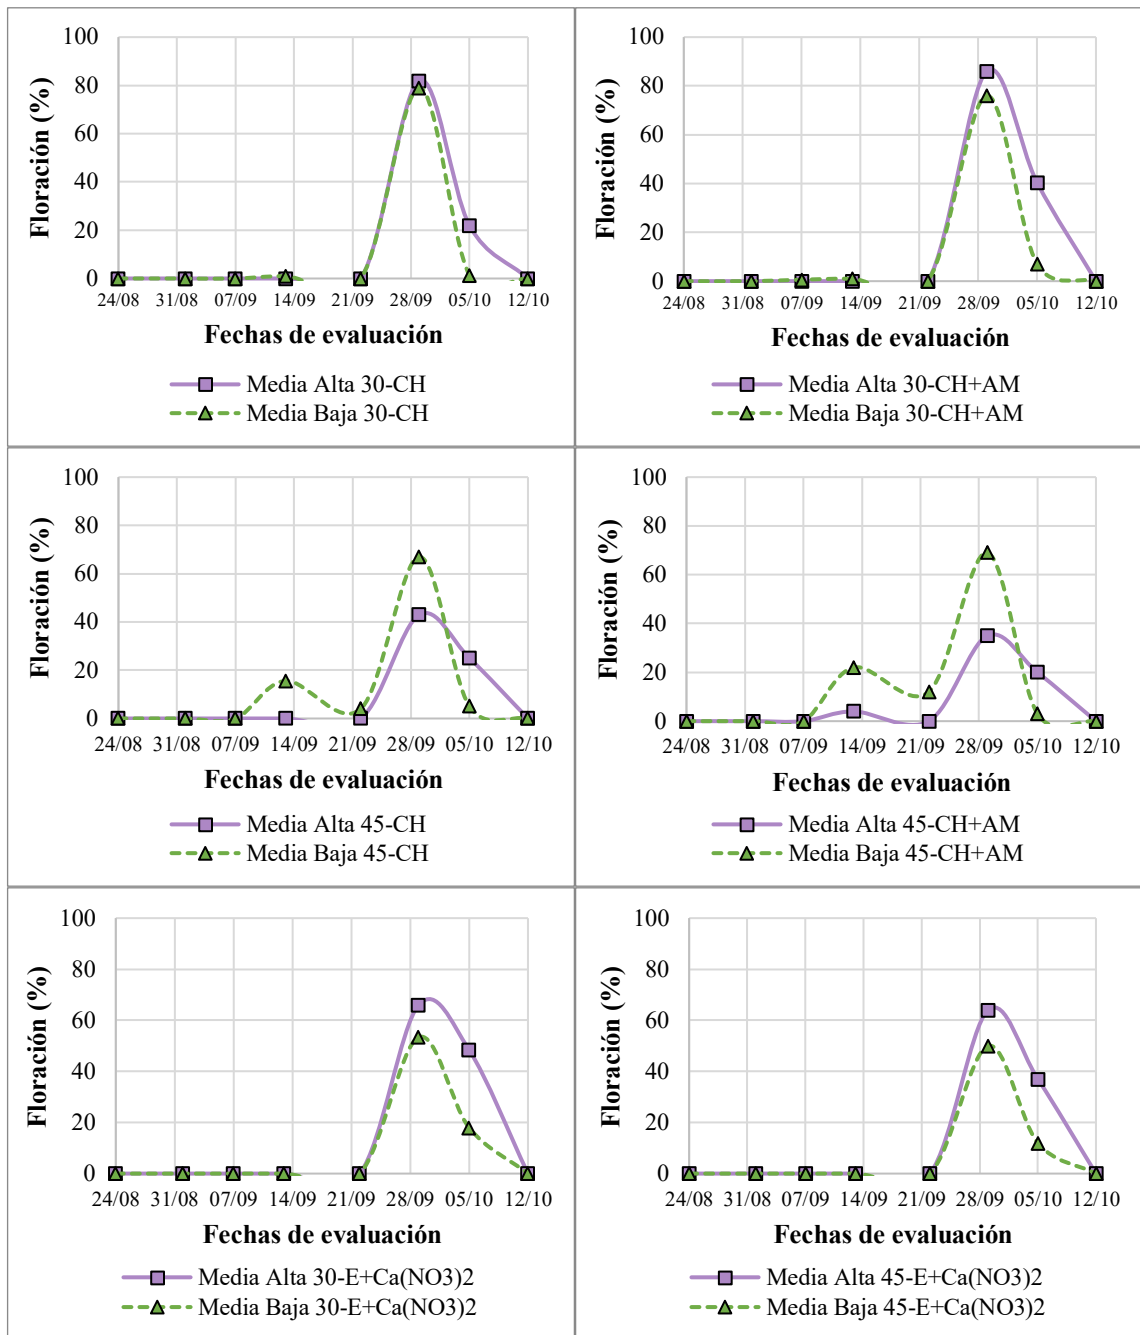 100
80
60
40
20
0
Floración (%)
24/08 31/08 07/09 14/09 21/09 28/09 05/10 12/10
Fechas de evaluación
Media Alta 30-CH
Media Baja 30-CH
100
80
60
40
20
0
Floración (%)
24/08 31/08 07/09 14/09 21/09 28/09 05/10 12/10
Fechas de evaluación
Media Alta 30-CH+AM
Media Baja 30-CH+AM
100
80
60
40
20
0
Floración (%)
24/08 31/08 07/09 14/09 21/09 28/09 05/10 12/10
Fechas de evaluación
Media Alta 45-CH
Media Baja 45-CH
100
80
60
40
20
0
Floración (%)
24/08 31/08 07/09 14/09 21/09 28/09 05/10 12/10
Fechas de evaluación
Media Alta 45-CH+AM
Media Baja 45-CH+AM
100
80
60
40
20
0
Floración (%)
24/08 31/08 07/09 14/09 21/09 28/09 05/10 12/10
Fechas de evaluación
Media Alta 30-E+Ca(NO3)2
Media Baja 30-E+Ca(NO3)2
100
80
60
40
20
0
Floración (%)
24/08 31/08 07/09 14/09 21/09 28/09 05/10 12/10
Fechas de evaluación
Media Alta 45-E+Ca(NO3)2
Media Baja 45-E+Ca(NO3)2